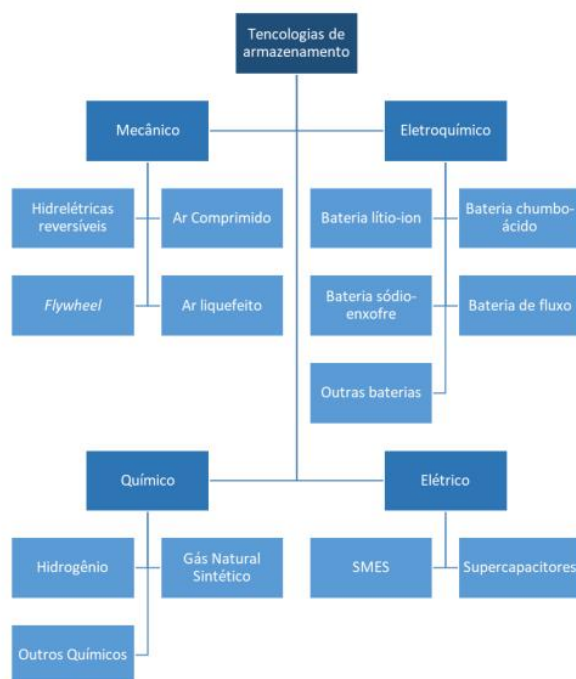 Tencologias de
armazenamento
Mecânico
Eletroquímico
Hidrelétricas
reversíveis
Ar Comprimido
Bateria lítio-ion
Bateria chumbo-
ácido
Flywheel
Ar liquefeito
Bateria sódio-
enxofre
Bateria de fluxo
Outras baterias
Químico
Elétrico
Hidrogênio
Gás Natural
Sintético
SMES
Supercapacitores
Outros Químicos